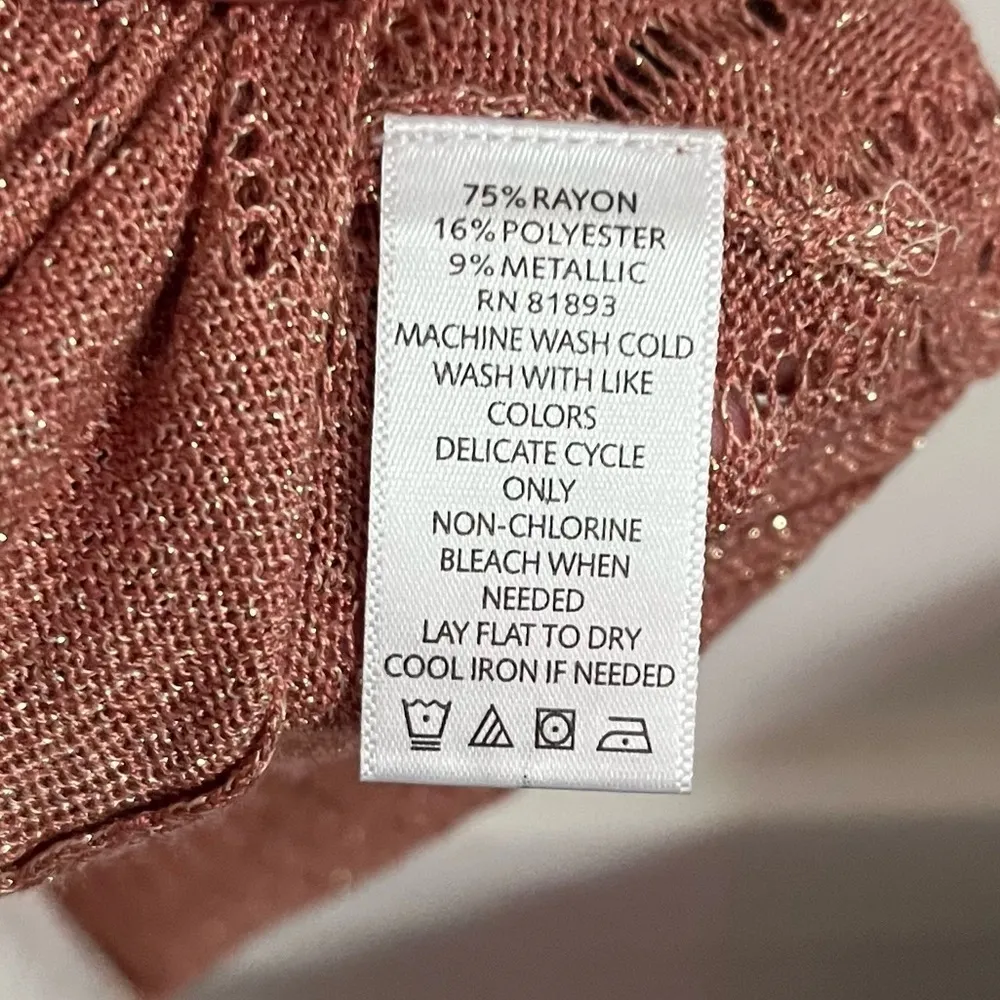 75% RAYON
16% POLYESTER
9% METALLIC
RN 81893
MACHINE WASH COLD
WASH WITH LIKE
COLORS
DELICATE CYCLE
ONLY
NON-CHLORINE
BLEACH WHEN
NEEDED
LAY FLAT TO DRY
COOL IRON IF NEEDED